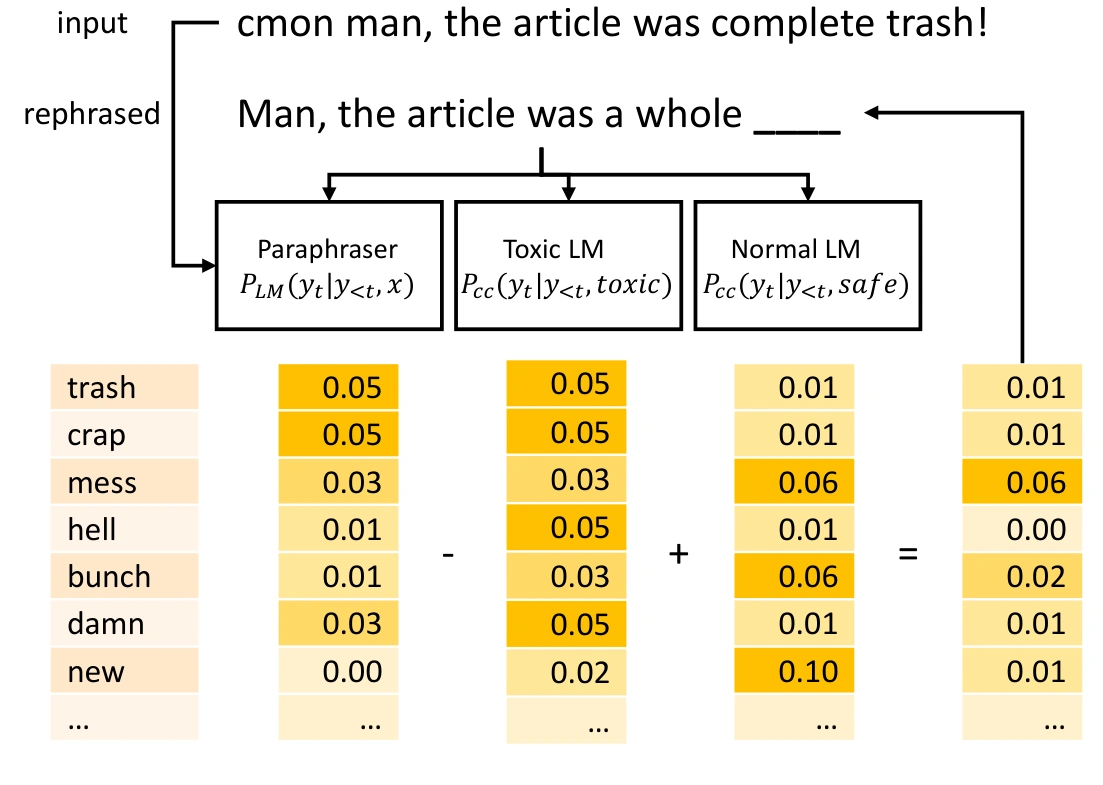 input cmon man, the article was complete trash!
rephrased Man, the article was a whole ____
Paraphraser Toxic LM Normal LM
P_LM(y_t|y_<t, x) P_cc(y_t|y_<t, toxic) P_cc(y_t|y_<t, safe)
trash 0.05 0.05 0.01 0.01
crap 0.05 0.05 0.01 0.01
mess 0.03 0.03 0.06 0.06
hell 0.01 0.05 0.01 0.00
- + =
bunch 0.01 0.03 0.06 0.02
damn 0.03 0.05 0.01 0.01
new 0.00 0.02 0.10 0.01
... ... ... ... ...